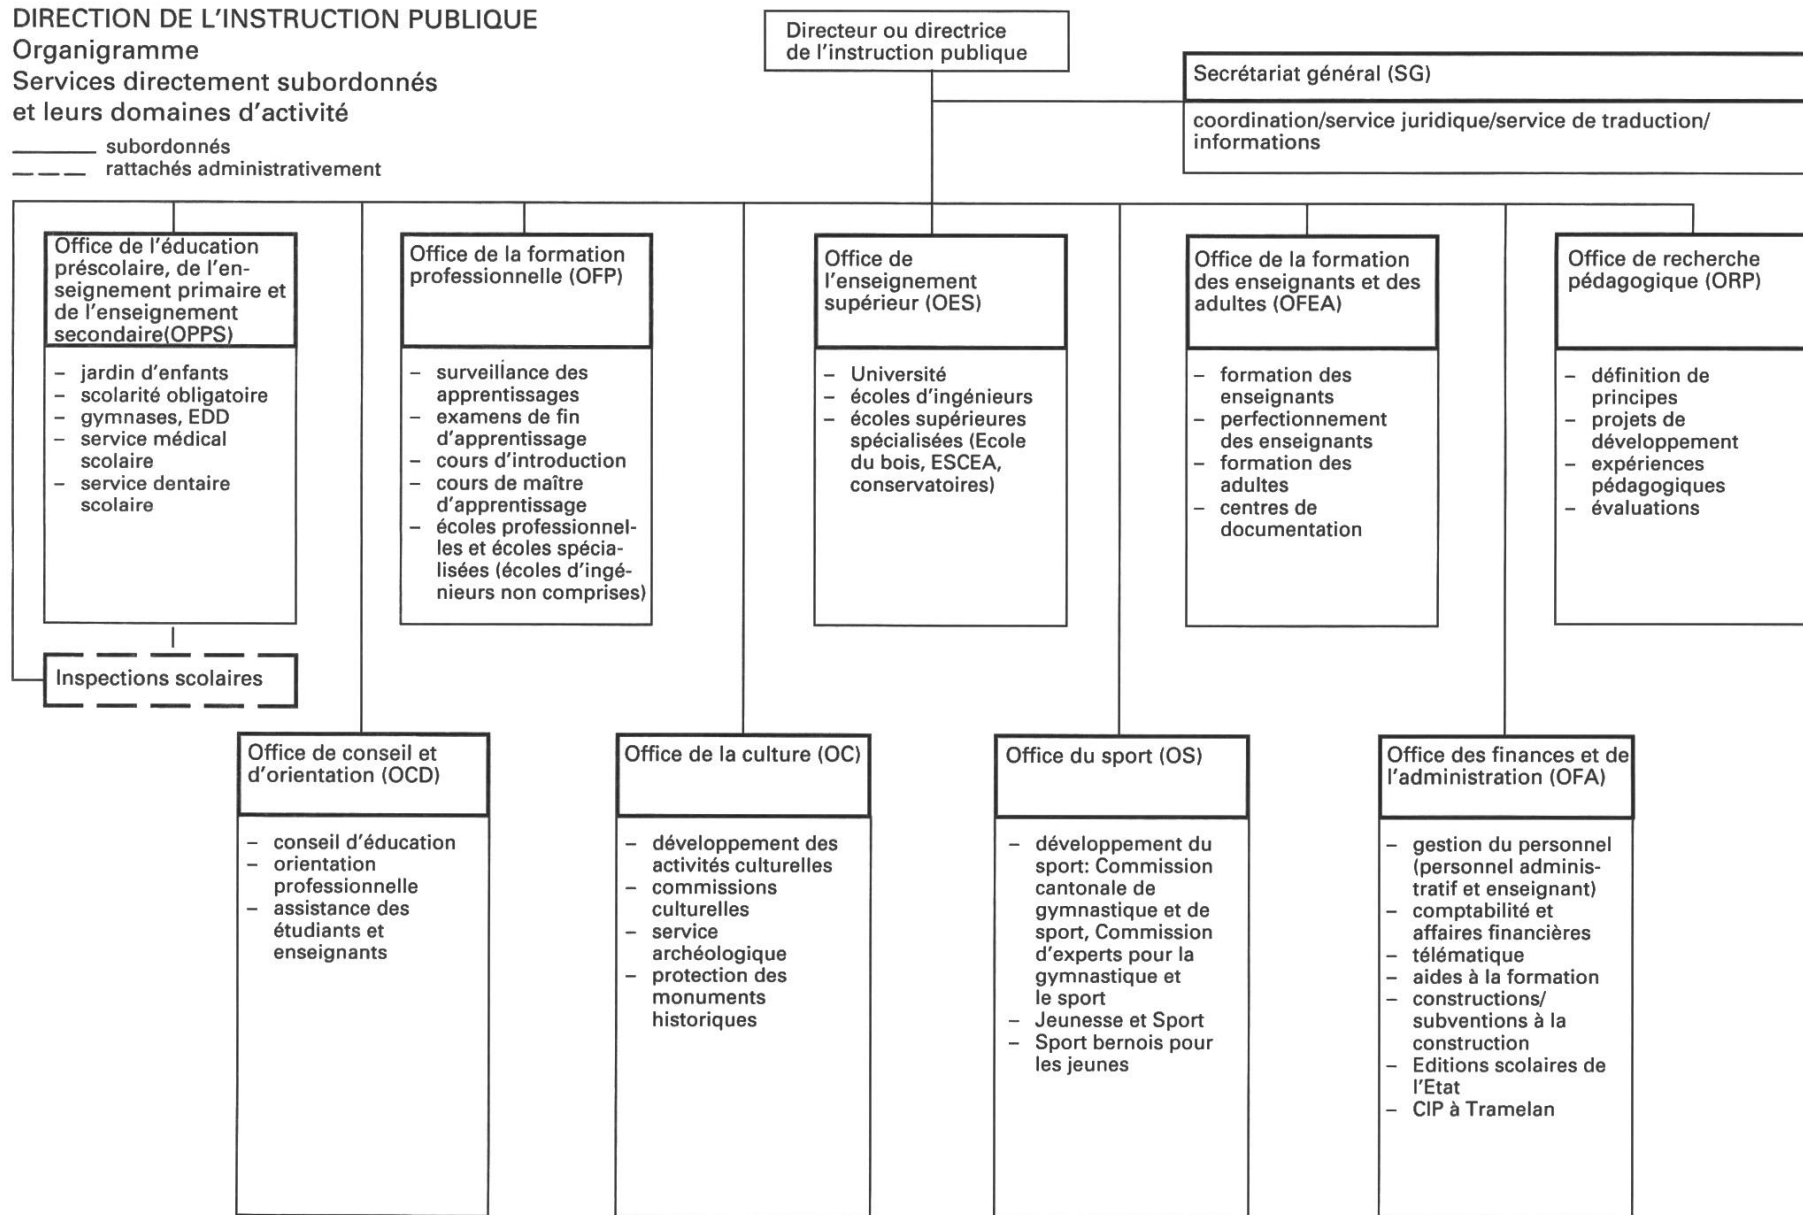 DIRECTION DE L'INSTRUCTION PUBLIQUE
Organigramme
Services directement subordonnés
et leurs domaines d'activité
subordonnés
rattachés administrativement
Directeur ou directrice
de l'instruction publique
Secrétariat général (SG)
coordination/service juridique/service de traduction/
informations
Office de l'éducation
préscolaire, de l'en-
seignement primaire et
de l'enseignement
secondaire(OPPS)
– jardin d'enfants
– scolarité obligatoire
– gymnases, EDD
– service médical
scolaire
– service dentaire
scolaire
Inspections scolaires
Office de la formation
professionnelle (OFP)
– surveillance des
apprentissages
– examens de fin
d'apprentissage
– cours d'introduction
– cours de maître
d'apprentissage
– écoles professionnel-
les et écoles spécia-
lisées (écoles d'ingé-
nieurs non comprises)
Office de
l'enseignement
supérieur (OES)
– Université
– écoles d'ingénieurs
– écoles supérieures
spécialisées (Ecole
du bois, ESCEA,
conservatoires)
Office de la formation
des enseignants et des
adultes (OFEA)
– formation des
enseignants
– perfectionnement
des enseignants
– formation des
adultes
– centres de
documentation
Office de recherche
pédagogique (ORP)
– définition de
principes
– projets de
développement
– expériences
pédagogiques
– évaluations
Office de conseil et
d'orientation (OCD)
– conseil d'éducation
– orientation
professionnelle
– assistance des
étudiants et
enseignants
Office de la culture (OC)
– développement des
activités culturelles
– commissions
culturelles
– service
archéologique
– protection des
monuments
historiques
Office du sport (OS)
– développement du
sport: Commission
cantonale de
gymnastique et de
sport, Commission
d'experts pour la
gymnastique et
le sport
– Jeunesse et Sport
– Sport bernois pour
les jeunes
Office des finances et de
l'administration (OFA)
– gestion du personnel
(personnel adminis-
tratif et enseignant)
– comptabilité et
affaires financières
– télématique
– aides à la formation
– constructions/
subventions à la
construction
– Editions scolaires de
l'Etat
– CIP à Tramelan